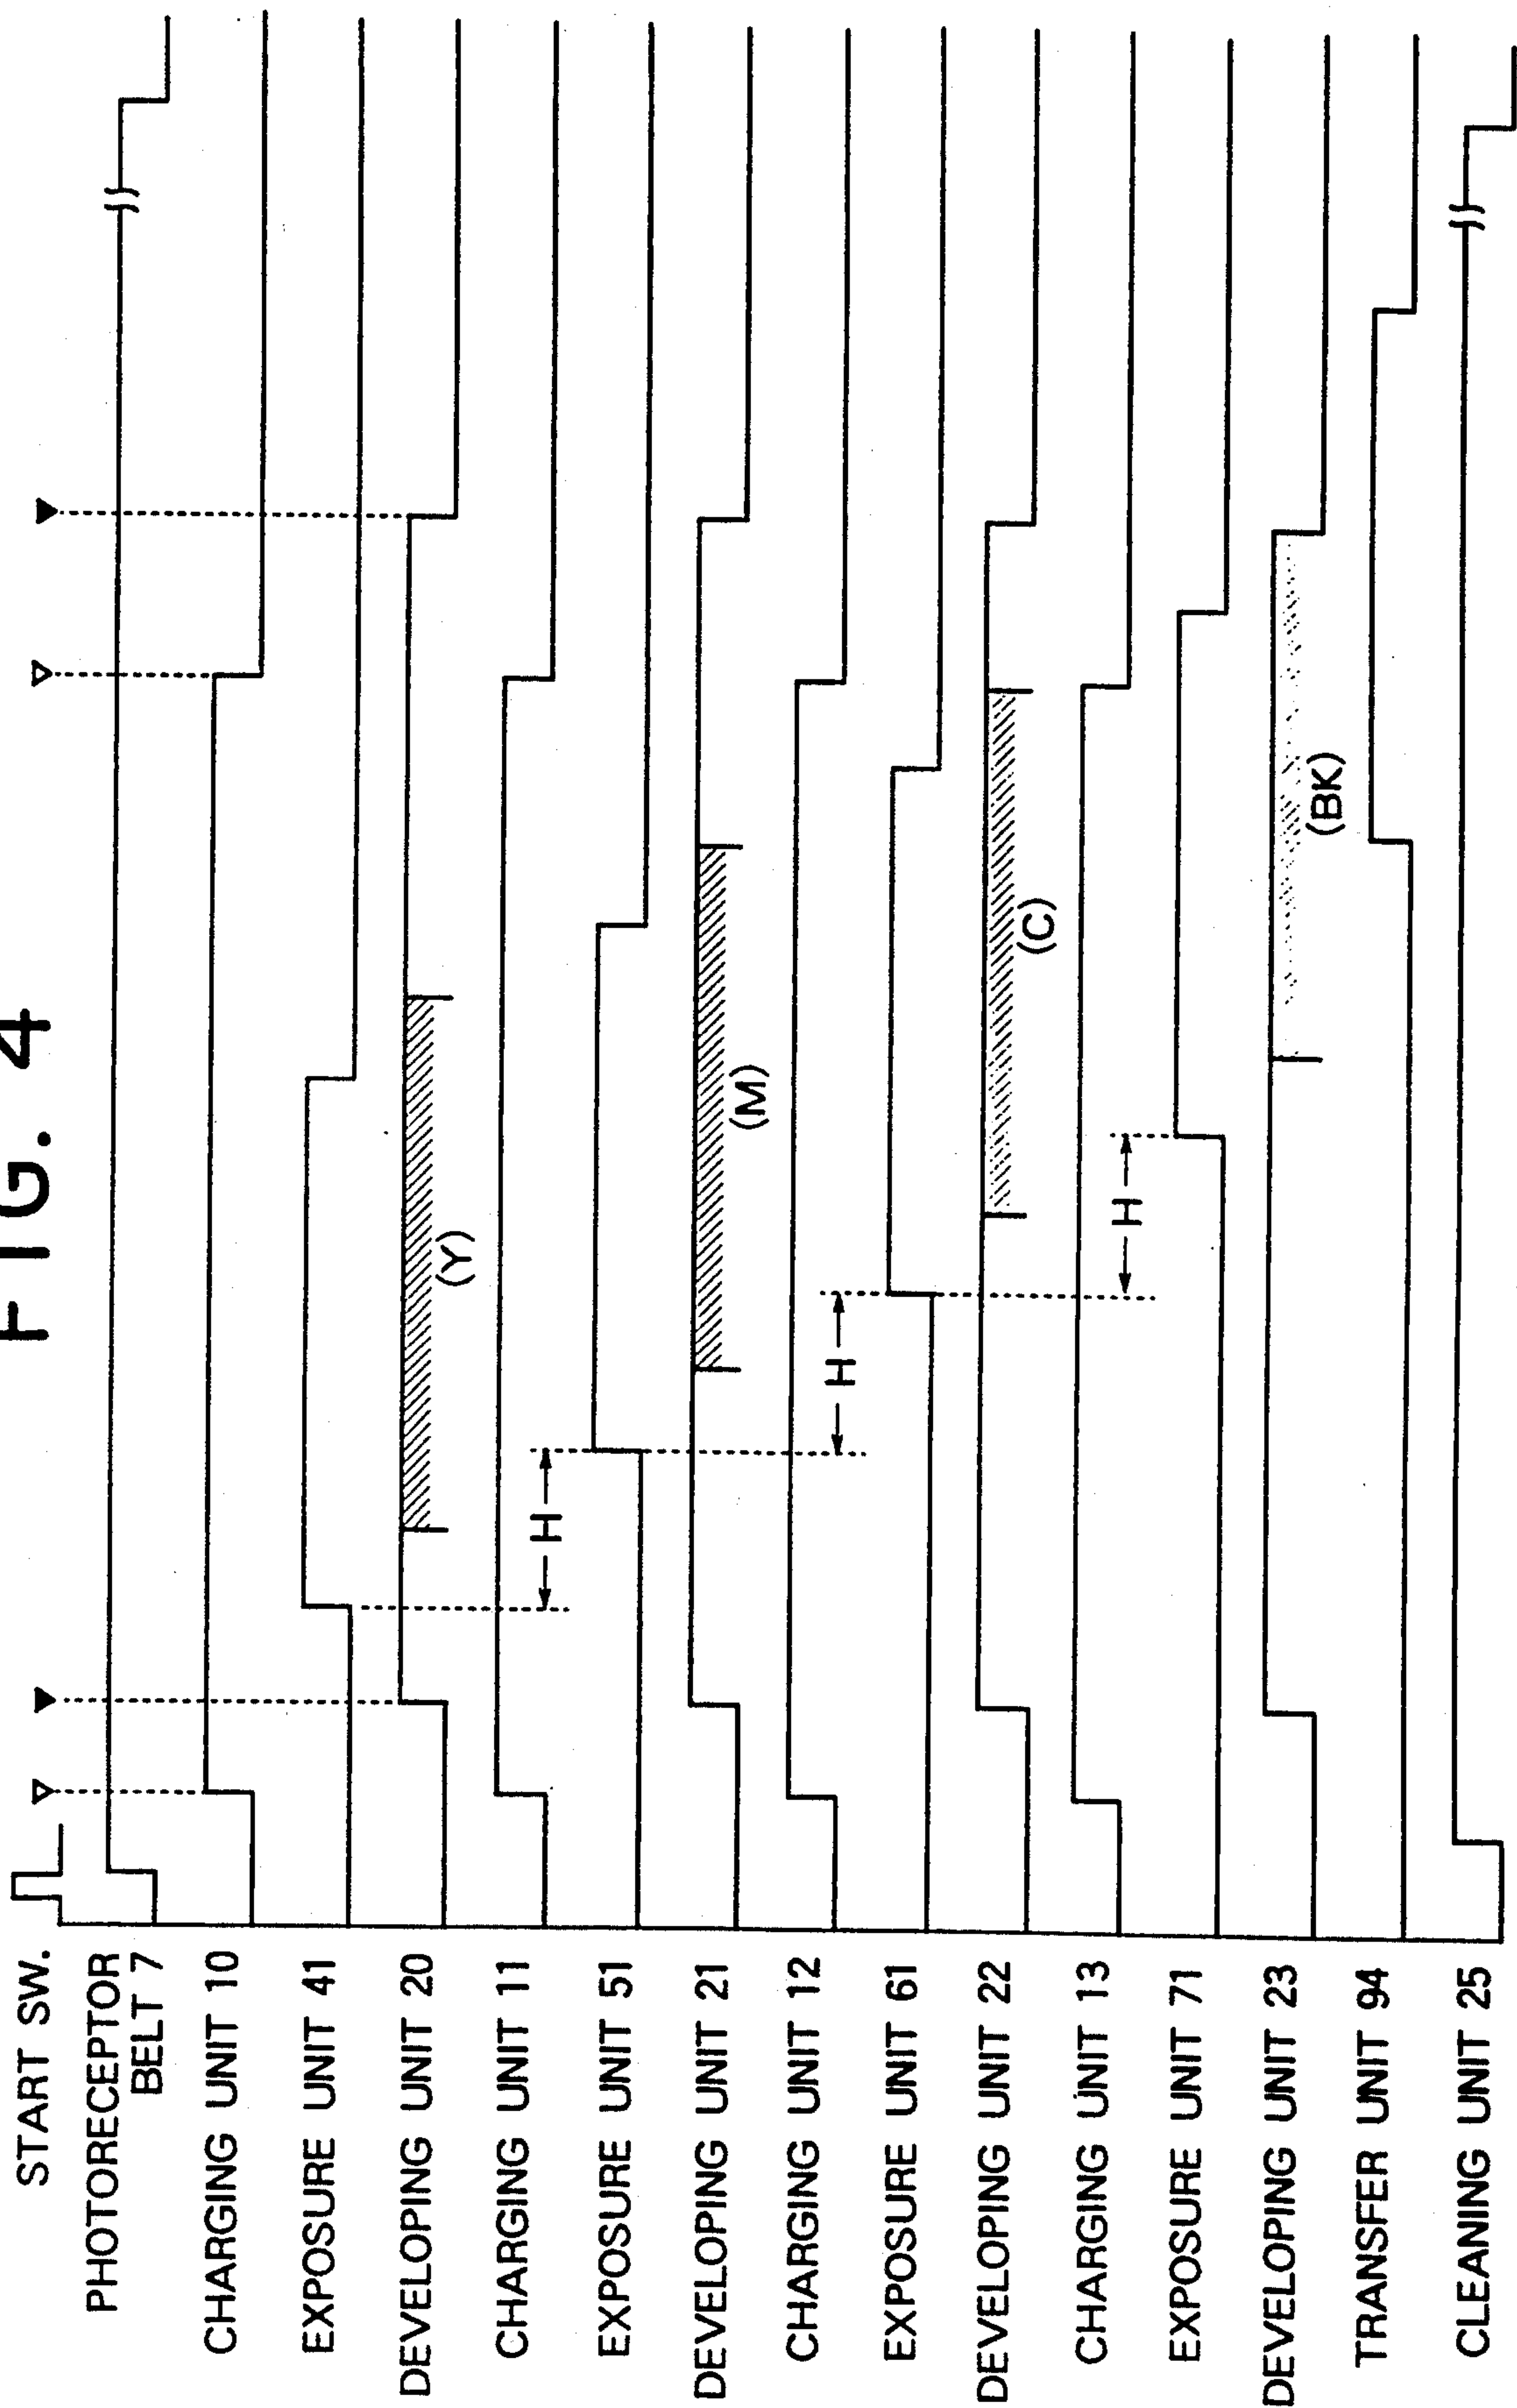 FIG. 4
START SW.
PHOTORECEPTOR
BELT 7
CHARGING UNIT 10
EXPOSURE UNIT 41
DEVELOPING UNIT 20
(Y)
CHARGING UNIT 11
H
EXPOSURE UNIT 51
DEVELOPING UNIT 21
(M)
CHARGING UNIT 12
H
EXPOSURE UNIT 61
DEVELOPING UNIT 22
(C)
CHARGING UNIT 13
H
EXPOSURE UNIT 71
DEVELOPING UNIT 23
(BK)
TRANSFER UNIT 94
CLEANING UNIT 25